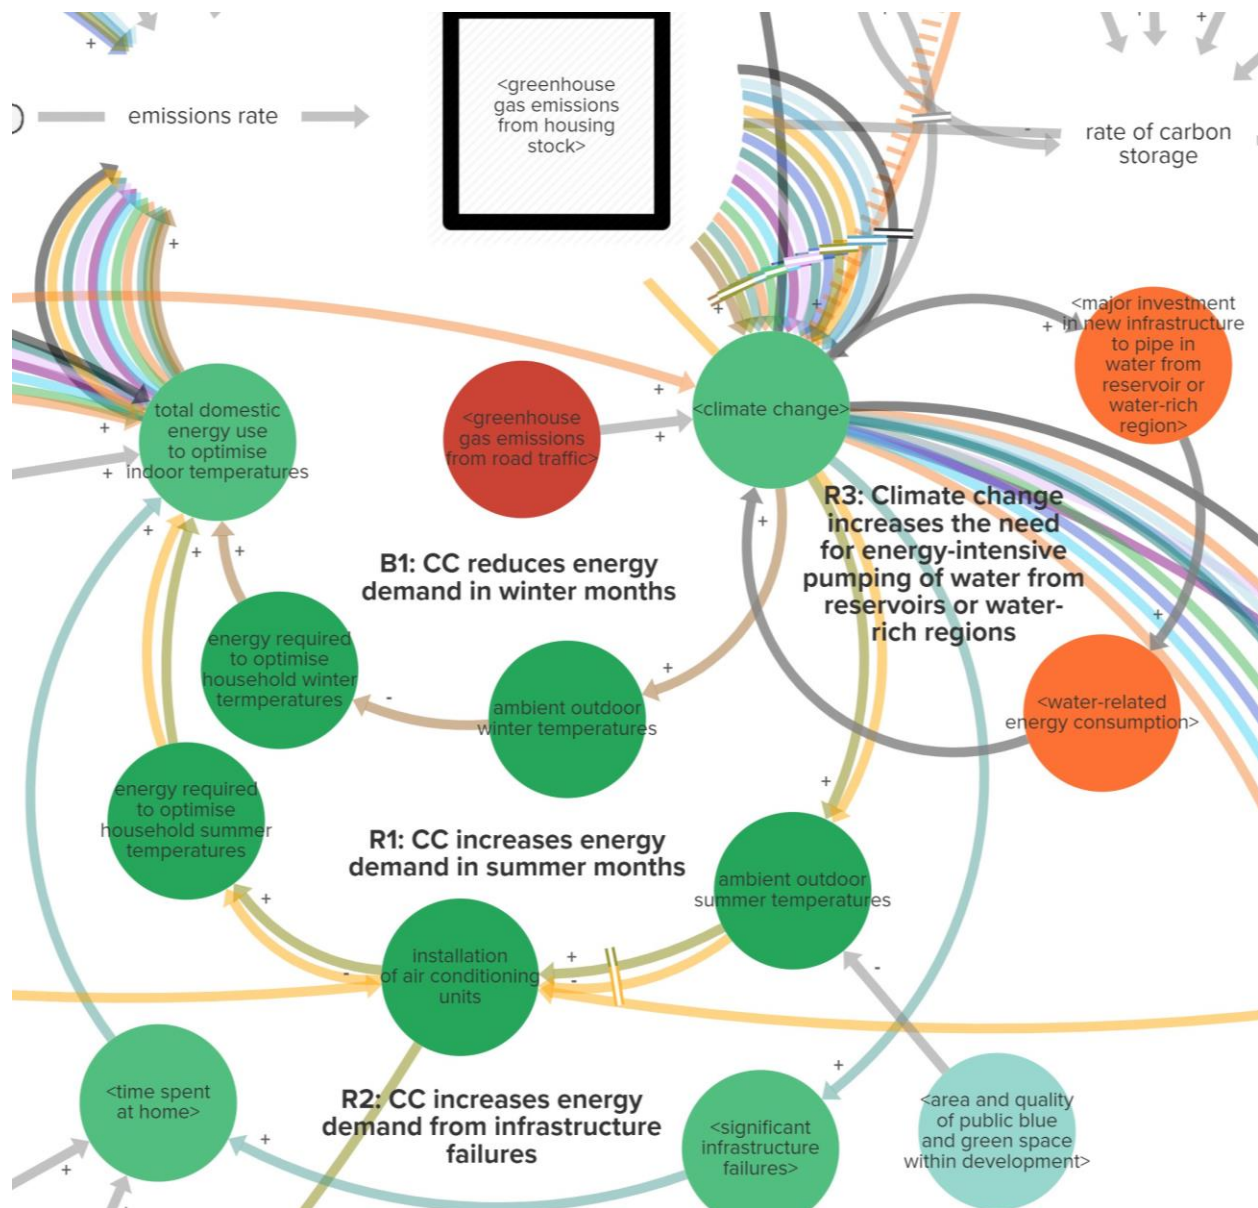 +
+
<greenhouse
gas emissions
from housing
stock>
emissions rate
-
rate of carbon
storage
+
+
+
<major investment
in new infrastructure
to pipe in
water from
reservoir or
water-rich
region>
+
total domestic
energy use
to optimise
indoor temperatures
+
+
<greenhouse
gas emissions
from road traffic>
+
+
<climate change>
R3: Climate change
increases the need
for energy-intensive
pumping of water from
reservoirs or water-
rich regions
+
+
+
+
B1: CC reduces energy
demand in winter months
+
energy required
to optimise
household winter
termperatures
-
ambient outdoor
winter temperatures
+
<water-related
energy consumption>
energy required
to optimise
household summer
temperatures
+
R1: CC increases energy
demand in summer months
ambient outdoor
summer temperatures
+
-
installation
of air conditioning
units
+
-
-
<time spent
at home>
+
R2: CC increases energy
demand from infrastructure
failures
+
<significant
infrastructure
failures>
+
<area and quality
of public blue
and green space
within development>